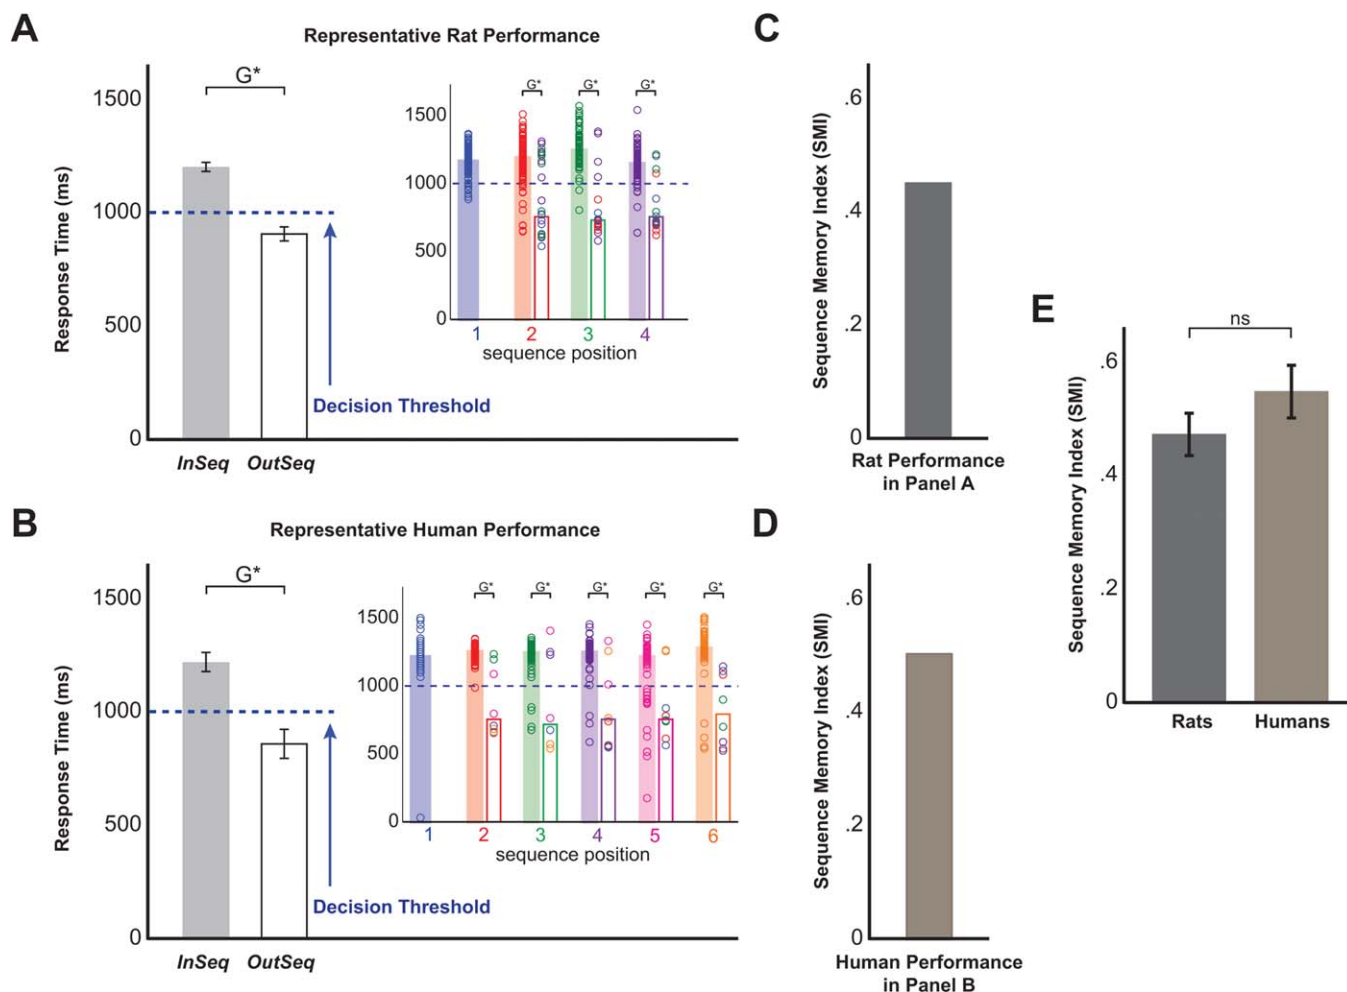 A
Representative Rat Performance
Response Time (ms)
1500
1000
500
0
G*
InSeq
OutSeq
Decision Threshold
1500
1000
500
0
G*
G*
G*
1
2
3
4
sequence position
B
Representative Human Performance
Response Time (ms)
1500
1000
500
0
G*
InSeq
OutSeq
Decision Threshold
1500
1000
500
0
G*
G*
G*
G*
G*
1
2
3
4
5
6
sequence position
C
Sequence Memory Index (SMI)
.6
.4
.2
0
Rat Performance
in Panel A
D
Sequence Memory Index (SMI)
.6
.4
.2
0
Human Performance
in Panel B
E
Sequence Memory Index (SMI)
.6
.4
.2
0
ns
Rats
Humans